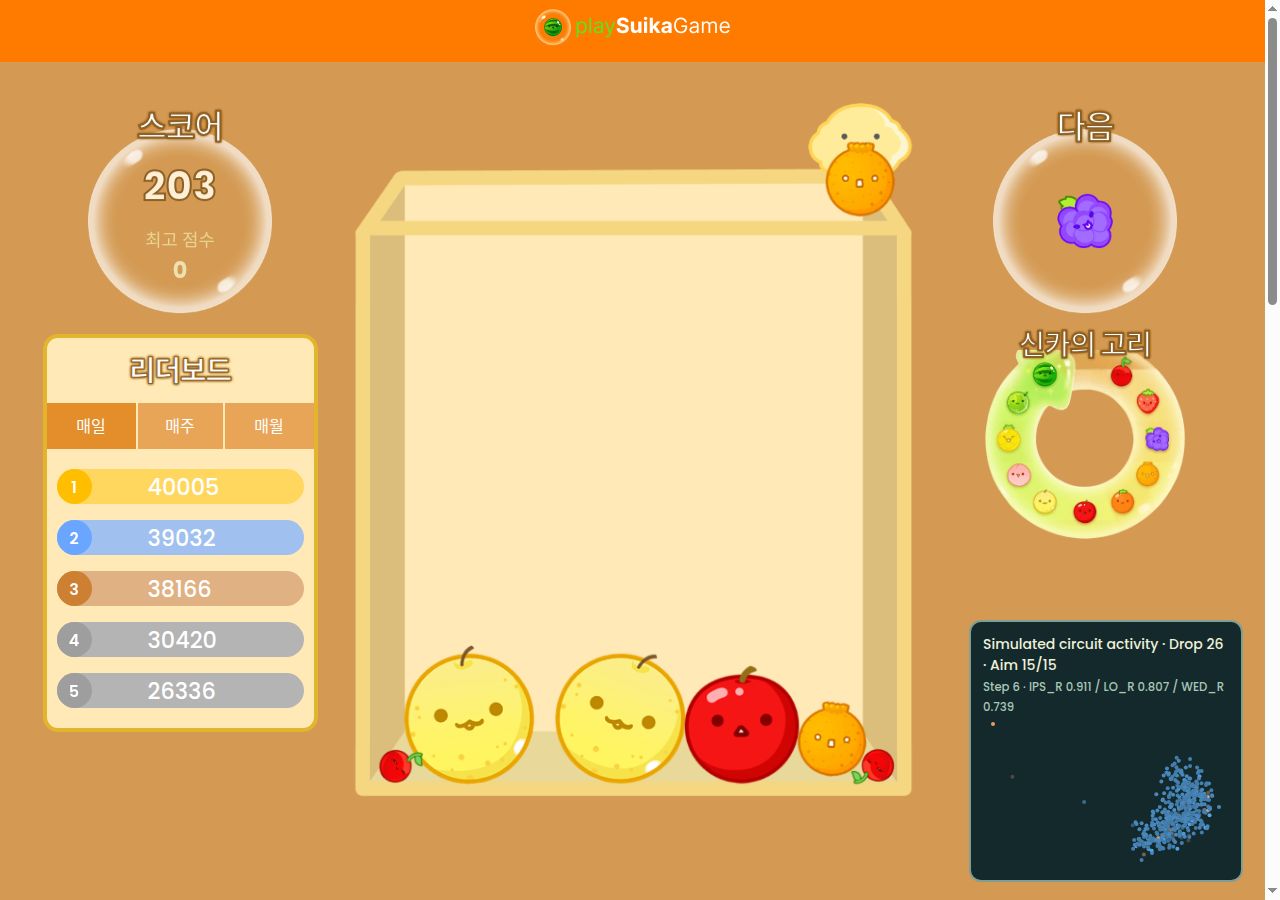 playSuikaGame
스코어
203
최고 점수
0
다음
신카의 고리
리더보드
매일 매주 매월
1 40005
2 39032
3 38166
4 30420
5 26336
Simulated circuit activity · Drop 26
· Aim 15/15
Step 6 · IPS_R 0.911 / LO_R 0.807 / WED_R
0.739